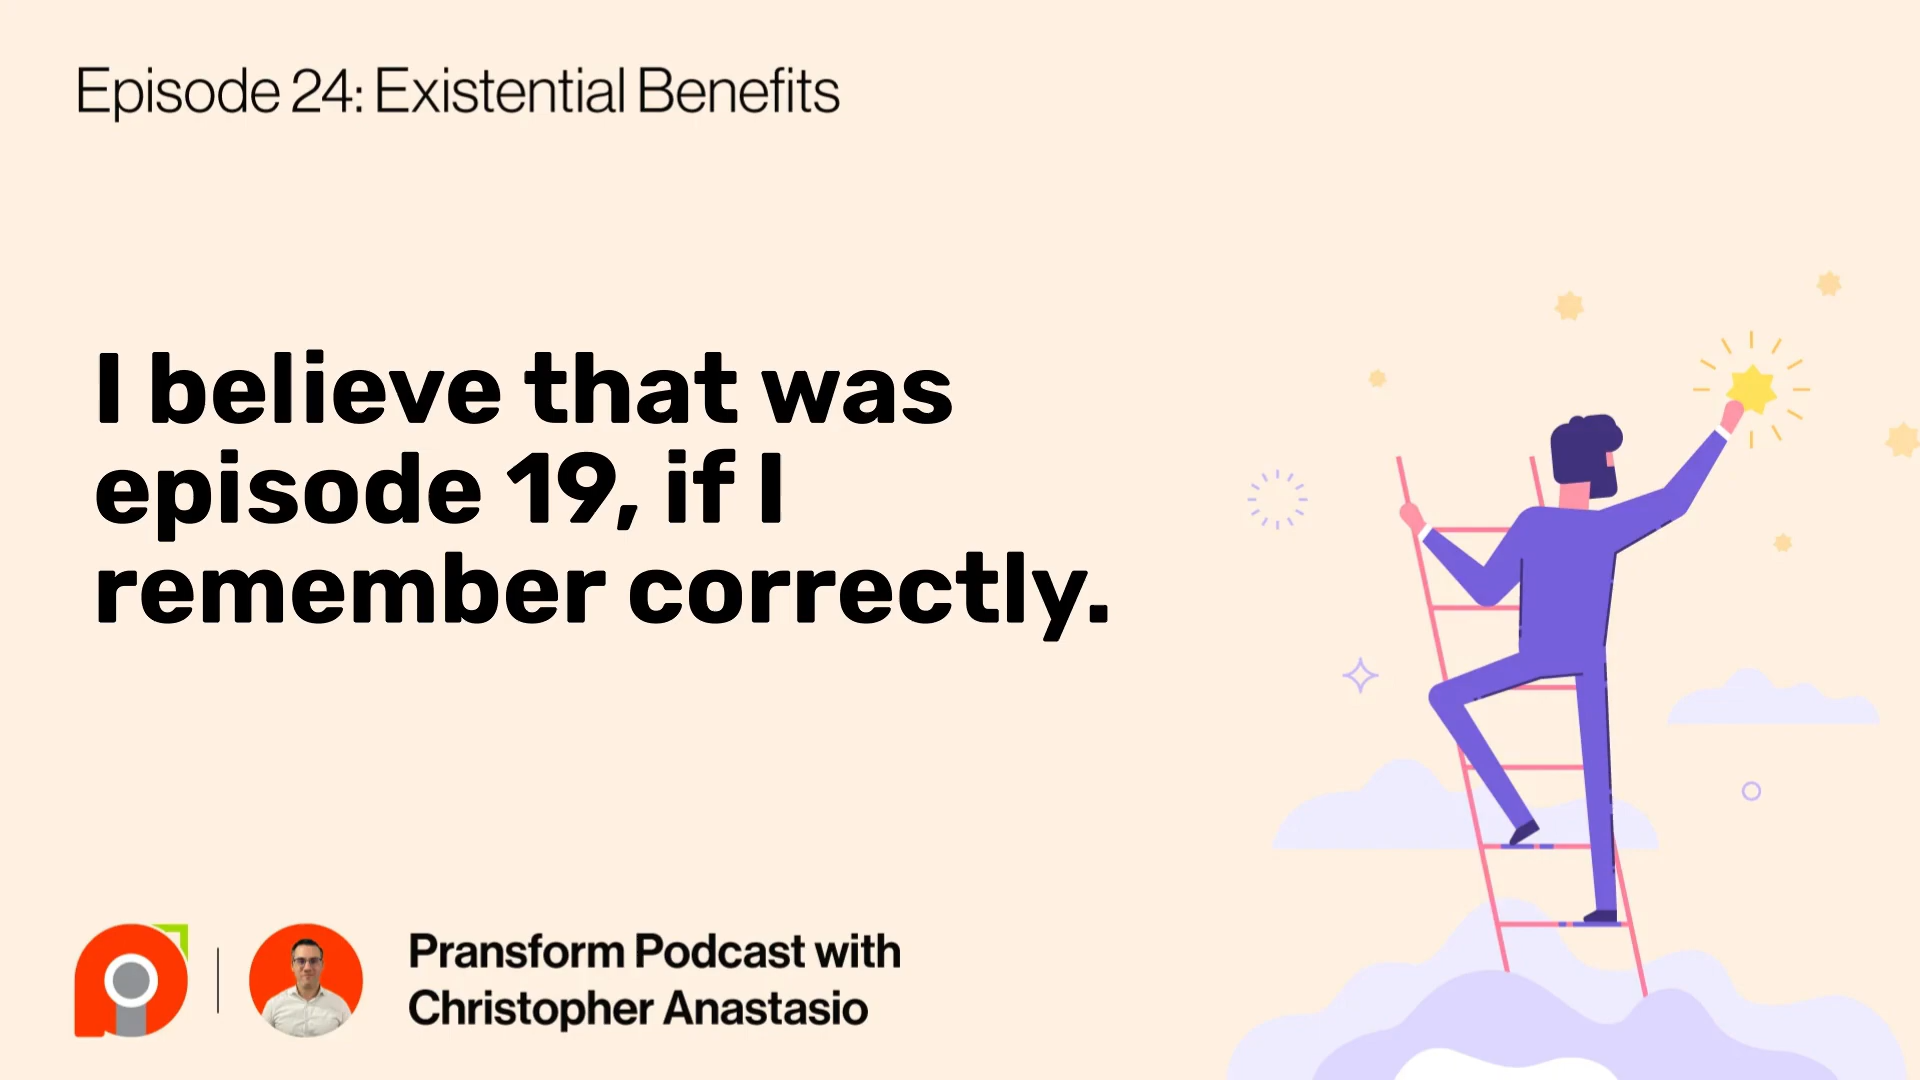 Episode 24: Existential Benefits
I believe that was
episode 19, if I
remember correctly.
Pransform Podcast with
Christopher Anastasio